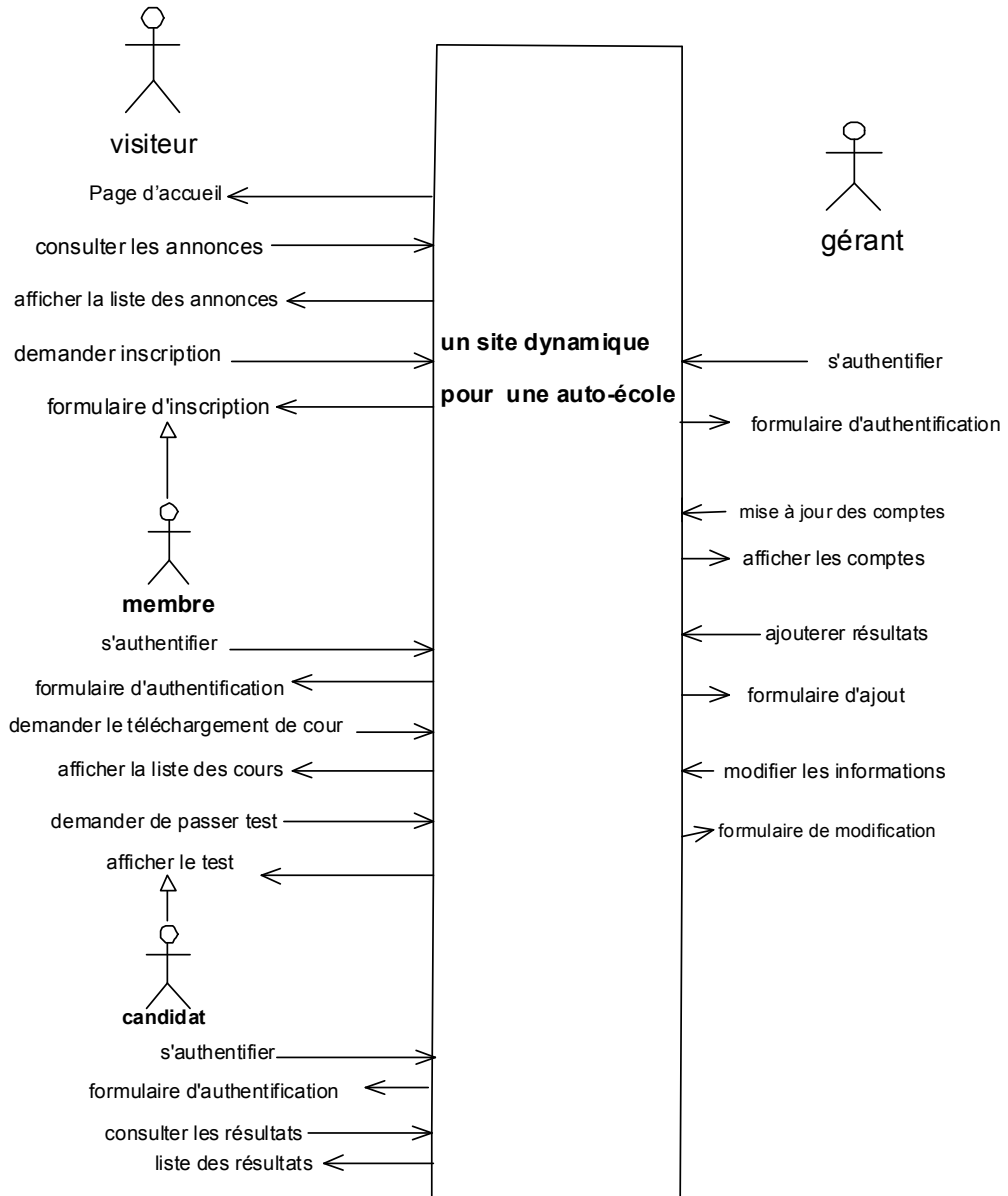 visiteur
Page d'accueil
consulter les annonces
afficher la liste des annonces
demander inscription
formulaire d'inscription
membre
s'authentifier
formulaire d'authentification
demander le téléchargement de cour
afficher la liste des cours
demander de passer test
afficher le test
candidat
s'authentifier
formulaire d'authentification
consulter les résultats
liste des résultats
un site dynamique
pour une auto-école
gérant
s'authentifier
formulaire d'authentification
mise à jour des comptes
afficher les comptes
ajouterer résultats
formulaire d'ajout
modifier les informations
formulaire de modification